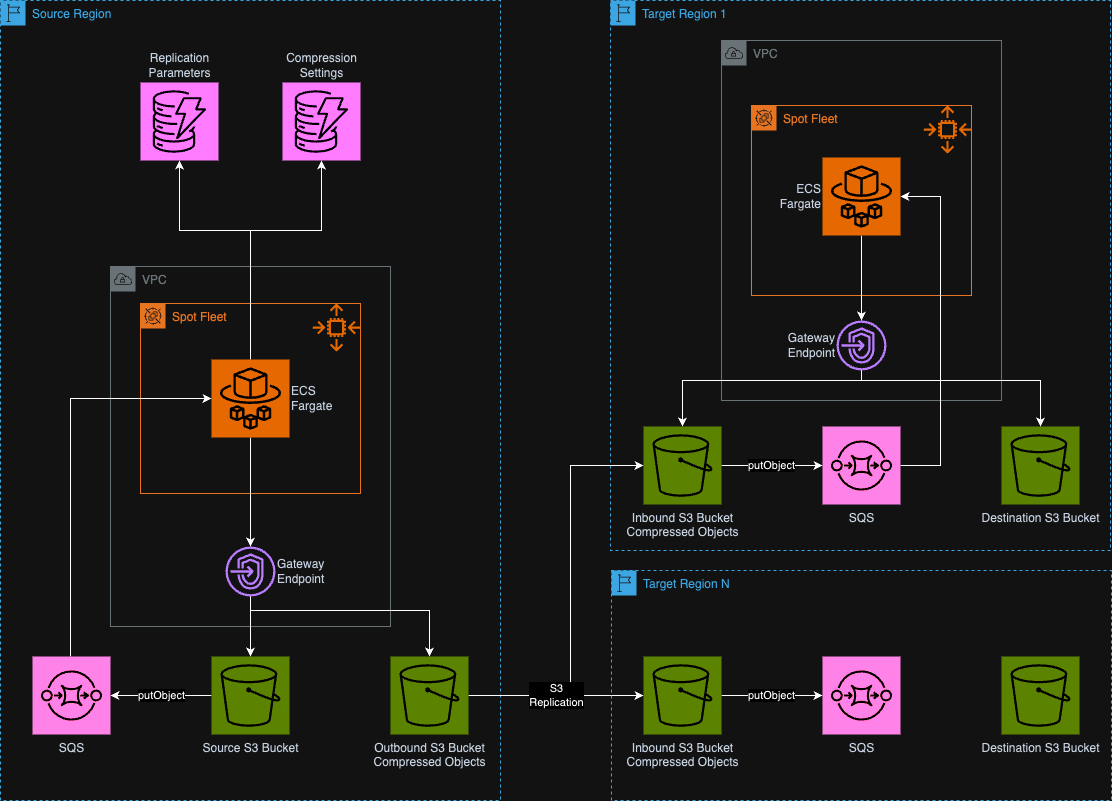 Source Region
Replication
Parameters
Compression
Settings
VPC
Spot Fleet
ECS
Fargate
Gateway
Endpoint
putObject
SQS
Source S3 Bucket
Outbound S3 Bucket
Compressed Objects
S3
Replication
Target Region 1
VPC
Spot Fleet
ECS
Fargate
Gateway
Endpoint
putObject
Inbound S3 Bucket
Compressed Objects
SQS
Destination S3 Bucket
Target Region N
putObject
Inbound S3 Bucket
Compressed Objects
SQS
Destination S3 Bucket